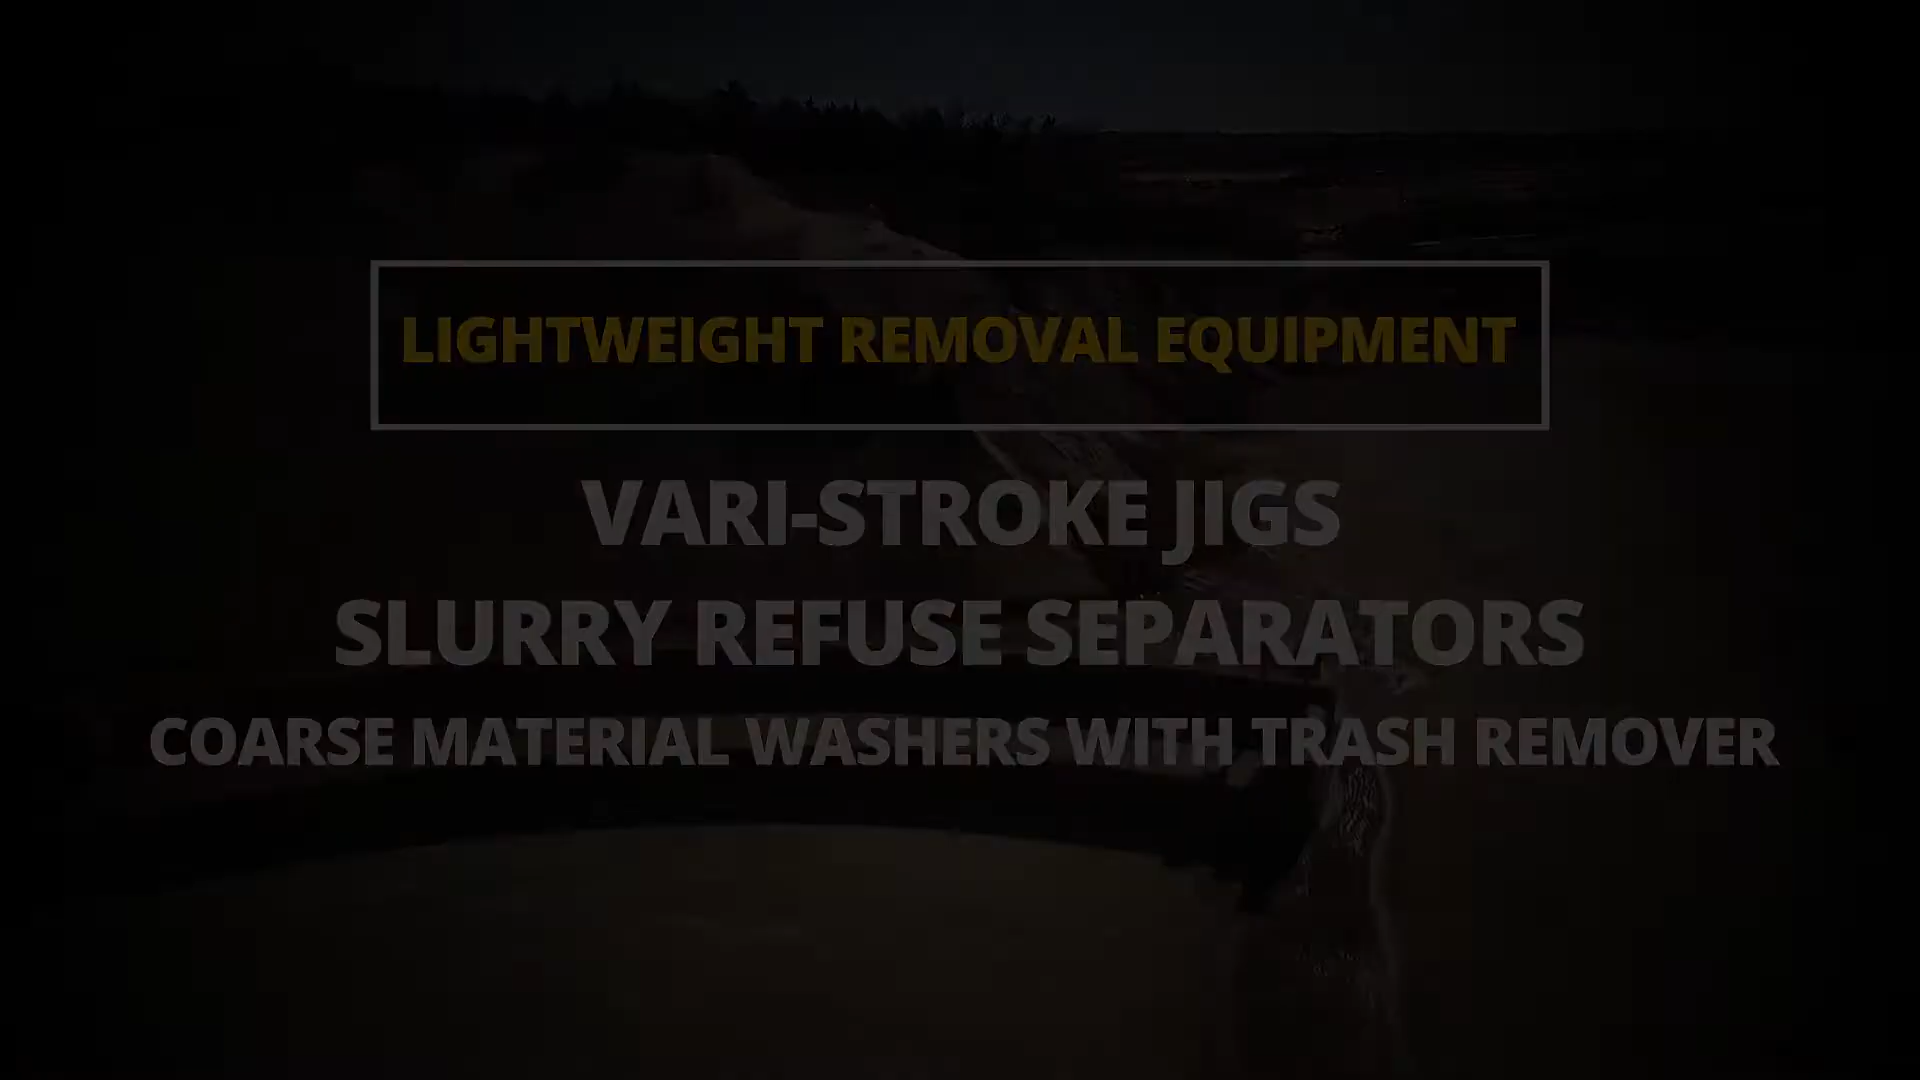 LIGHTWEIGHT REMOVAL EQUIPMENT
VARI-STROKE JIGS
SLURRY REFUSE SEPARATORS
COARSE MATERIAL WASHERS WITH TRASH REMOVER